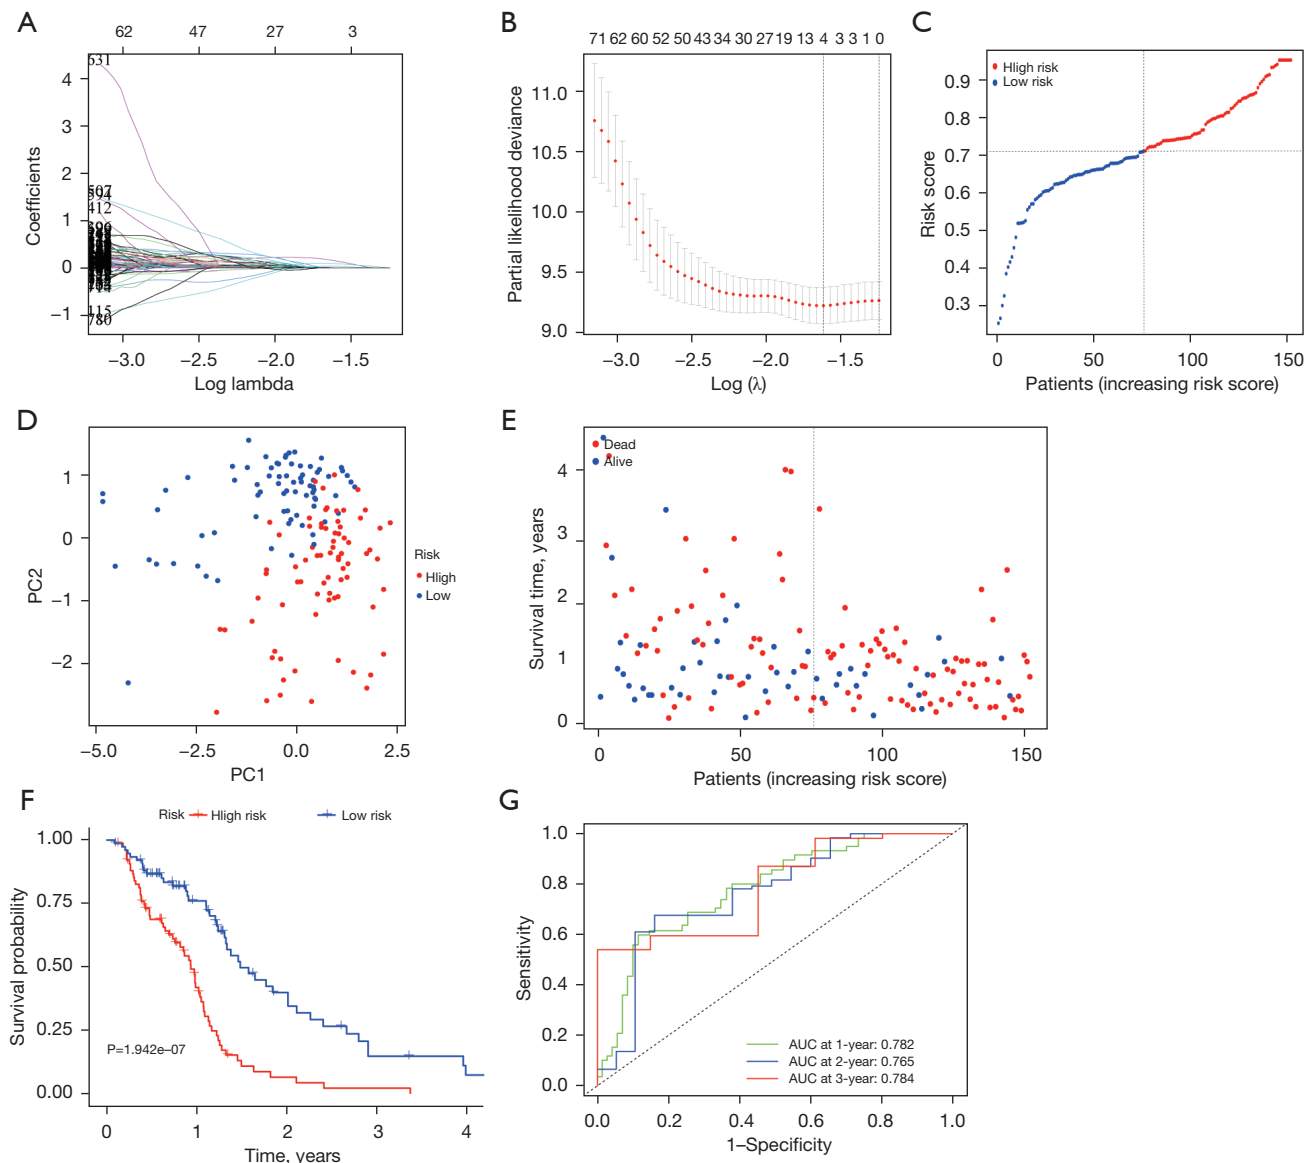 A
62 47 27 3
531
507
594
412
396
714
115
780
4
3
2
1
0
−1
Coefficients
−3.0 −2.5 −2.0 −1.5
Log lambda
B
71 62 60 52 50 43 34 30 27 19 13 4 3 3 1 0
11.0
10.5
10.0
9.5
9.0
Partial likelihood deviance
−3.0 −2.5 −2.0 −1.5
Log (λ)
C
HIigh risk
Low risk
0.9
0.8
0.7
0.6
0.5
0.4
0.3
Risk score
0 50 100 150
Patients (increasing risk score)
D
1
0
−1
−2
PC2
−5.0 −2.5 0.0 2.5
PC1
Risk
HIigh
Low
E
Dead
Alive
4
3
2
1
0
Survival time, years
0 50 100 150
Patients (increasing risk score)
F
Risk HIigh risk Low risk
1.00
0.75
0.50
0.25
0.00
Survival probability
P=1.942e−07
0 1 2 3 4
Time, years
G
1.0
0.8
0.6
0.4
0.2
0.0
Sensitivity
AUC at 1-year: 0.782
AUC at 2-year: 0.765
AUC at 3-year: 0.784
0.0 0.2 0.4 0.6 0.8 1.0
1−Specificity